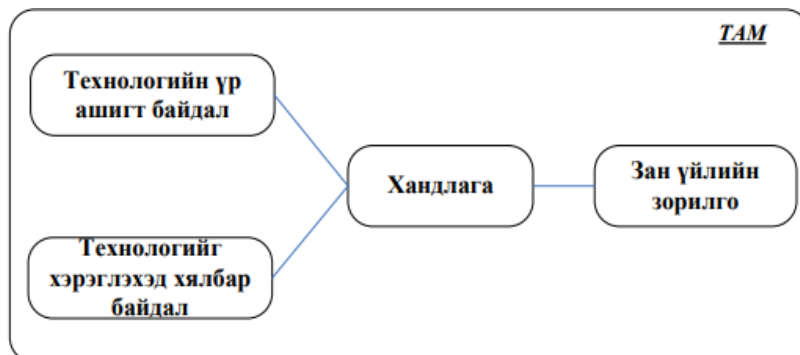 ТАМ
Технологийн үр
ашигт байдал
Хандлага
Зан үйлийн
зорилго
Технологийг
хэрэглэхэд хялбар
байдал